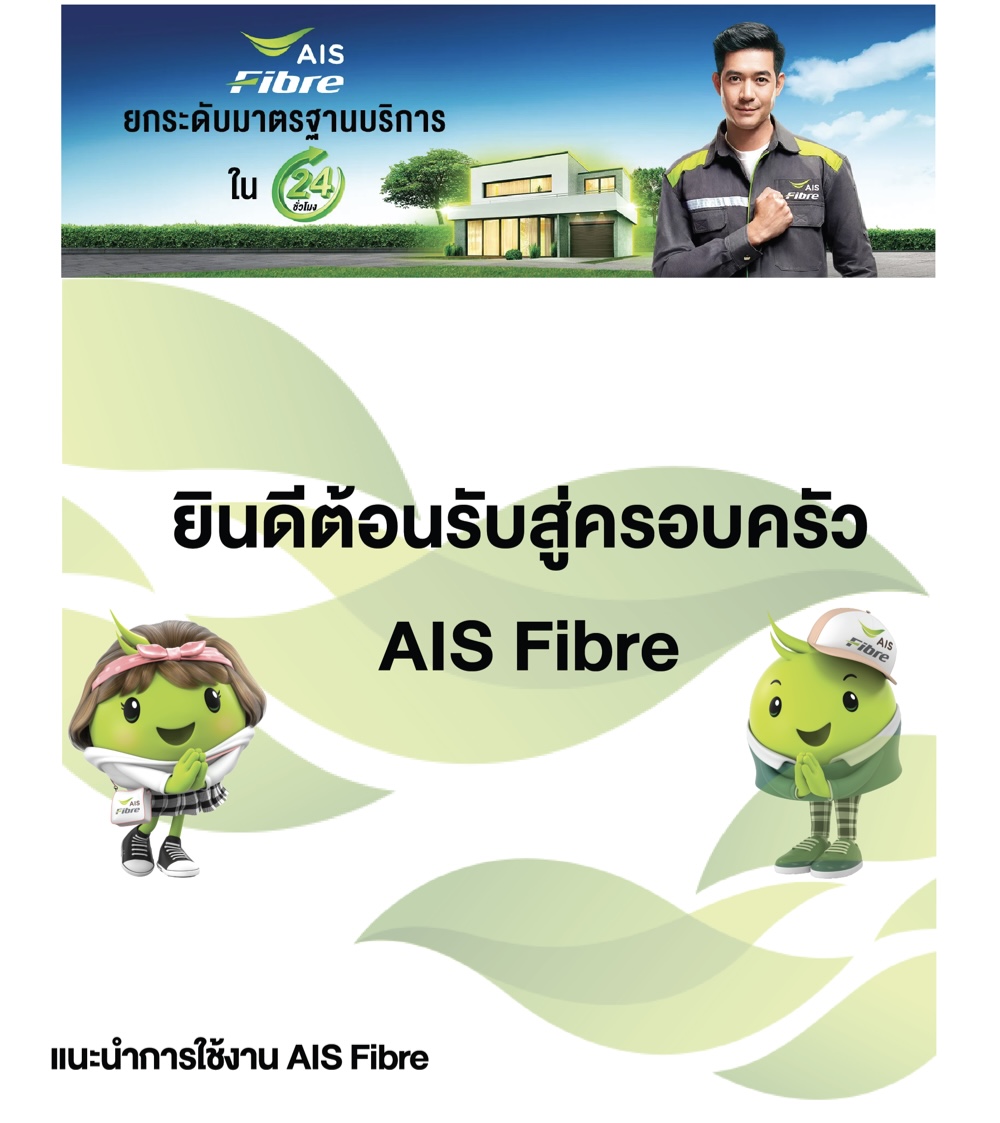 AIS
Fibre
ยกระดับมาตรฐานบริการ
ใน 24
ชั่วโมง
AIS
Fibre
ยินดีต้อนรับสู่ครอบครัว
AIS Fibre
AIS
Fibre
AIS
Fibre
แนะนำการใช้งาน AIS Fibre